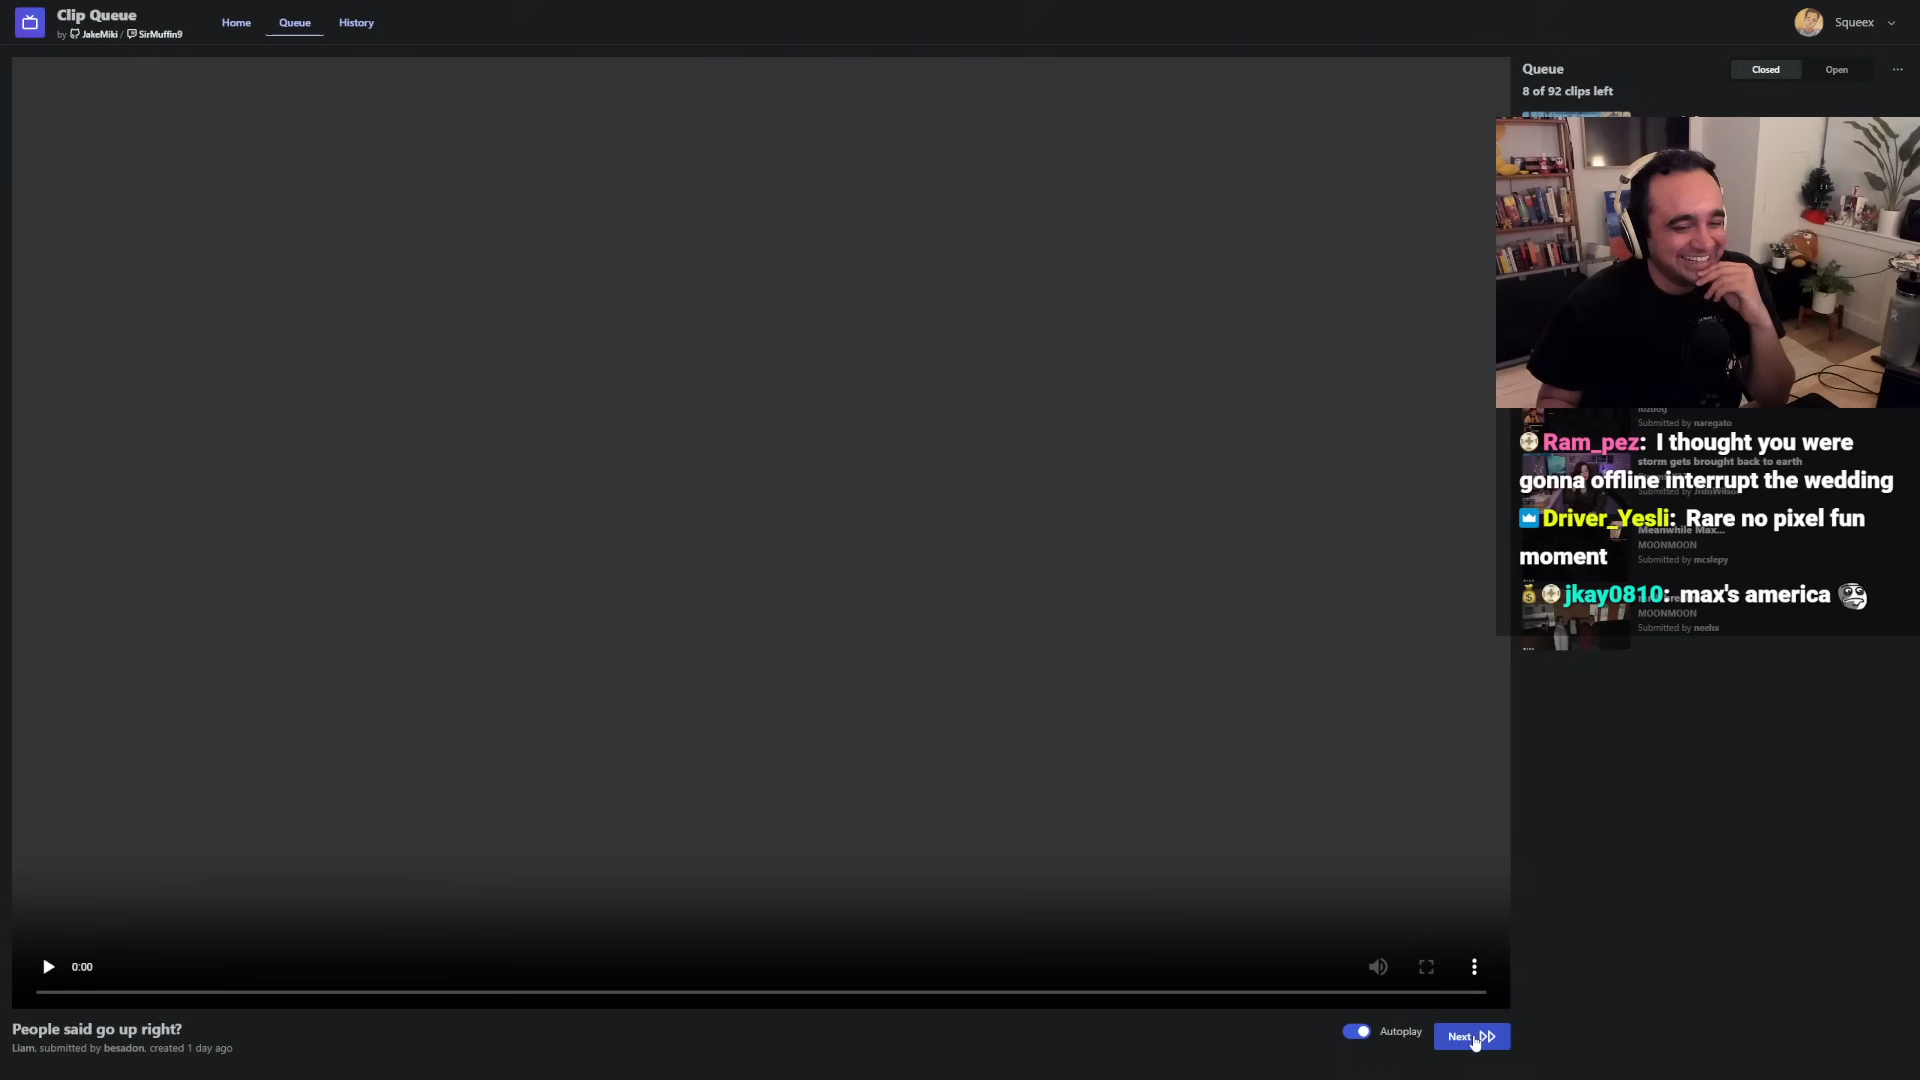 Clip Queue
by JakeMiki / SirMuffin9
Home
Queue
History
Squeex
Queue
Closed
Open
8 of 92 clips left
Submitted by naregato
Ram_pez: I thought you were
storm gets brought back to earth
gonna offline interrupt the wedding
Driver_Yesli: Rare no pixel fun
Meanwhile Max...
MOONMOON
moment
Submitted by mcslepy
jkay0810: max's america
MOONMOON
Submitted by neehx
0:00
People said go up right?
Liam, submitted by besadon, created 1 day ago
Autoplay
Next